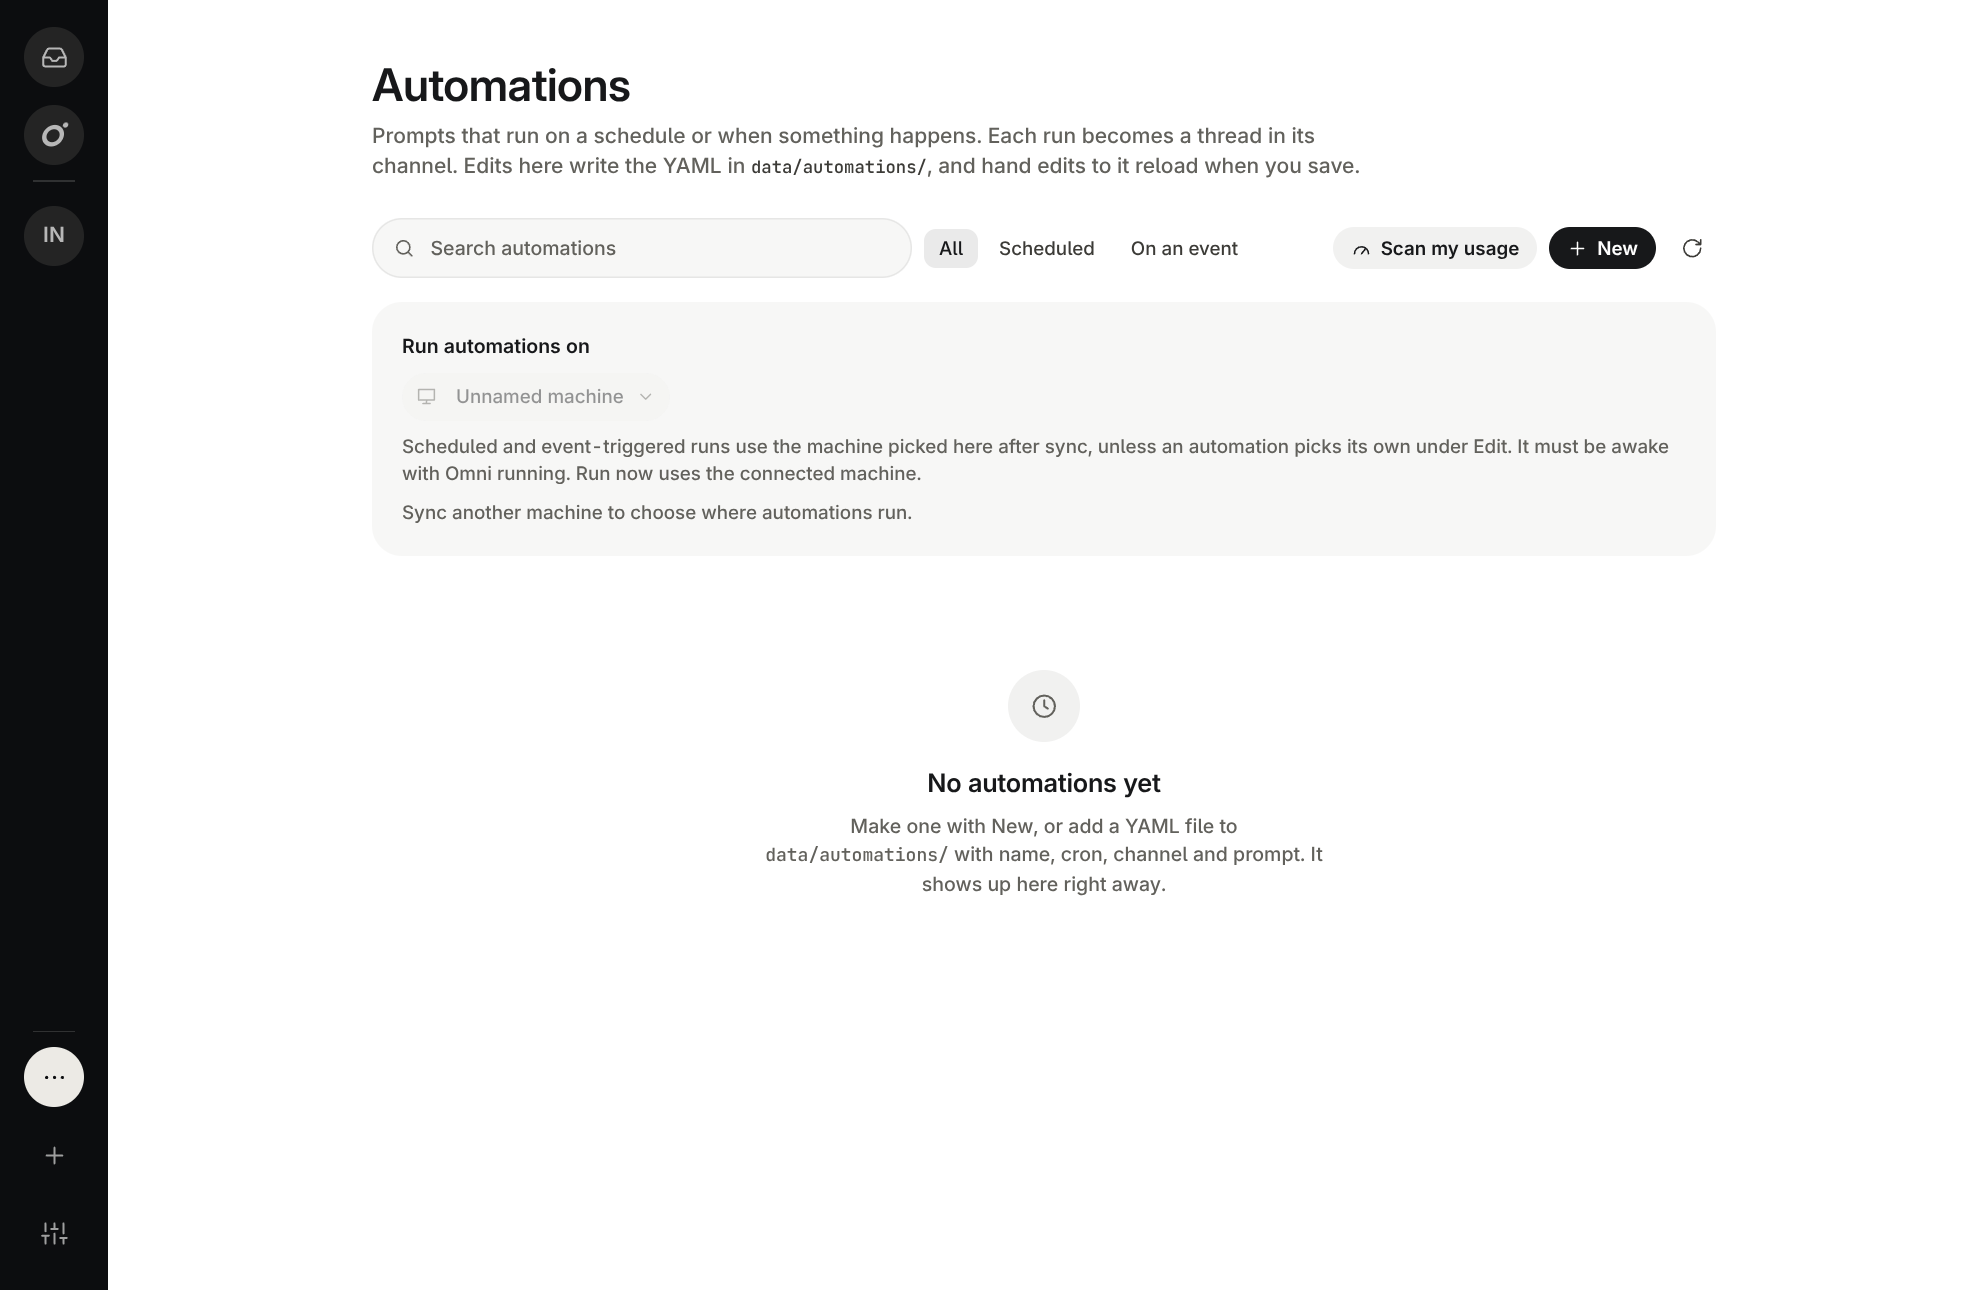 IN
Automations
Prompts that run on a schedule or when something happens. Each run becomes a thread in its
channel. Edits here write the YAML in data/automations/, and hand edits to it reload when you save.
Search automations
All
Scheduled
On an event
Scan my usage
New
Run automations on
Unnamed machine
Scheduled and event-triggered runs use the machine picked here after sync, unless an automation picks its own under Edit. It must be awake
with Omni running. Run now uses the connected machine.
Sync another machine to choose where automations run.
No automations yet
Make one with New, or add a YAML file to
data/automations/ with name, cron, channel and prompt. It
shows up here right away.